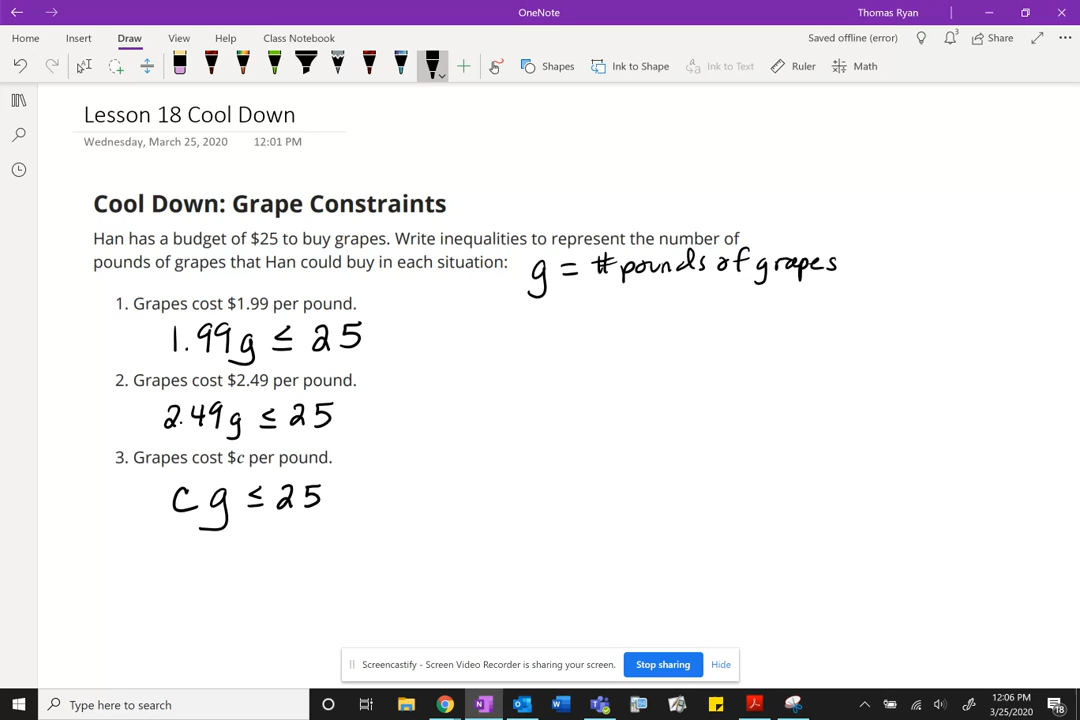 OneNote
Thomas Ryan
Home Insert Draw View Help Class Notebook
Saved offline (error)
3
Share
Shapes
Ink to Shape
Ink to Text
Ruler
Math
Lesson 18 Cool Down
Wednesday, March 25, 2020 12:01 PM
Cool Down: Grape Constraints
Han has a budget of $25 to buy grapes. Write inequalities to represent the number of
pounds of grapes that Han could buy in each situation:
g = # pounds of grapes
1. Grapes cost $1.99 per pound.
1.99g ≤ 25
2. Grapes cost $2.49 per pound.
2.49g ≤ 25
3. Grapes cost $c per pound.
c g ≤ 25
Screencastify - Screen Video Recorder is sharing your screen.
Stop sharing
Hide
Type here to search
12:06 PM
3/25/2020
18